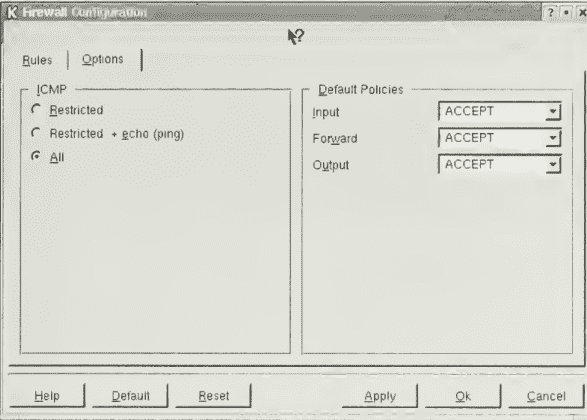 Firewall Configuration
Rules
Options
ICMP
Restricted
Restricted + echo (ping)
All
Default Policies
Input ACCEPT
Forward ACCEPT
Output ACCEPT
Help Default Reset Apply Ok Cancel